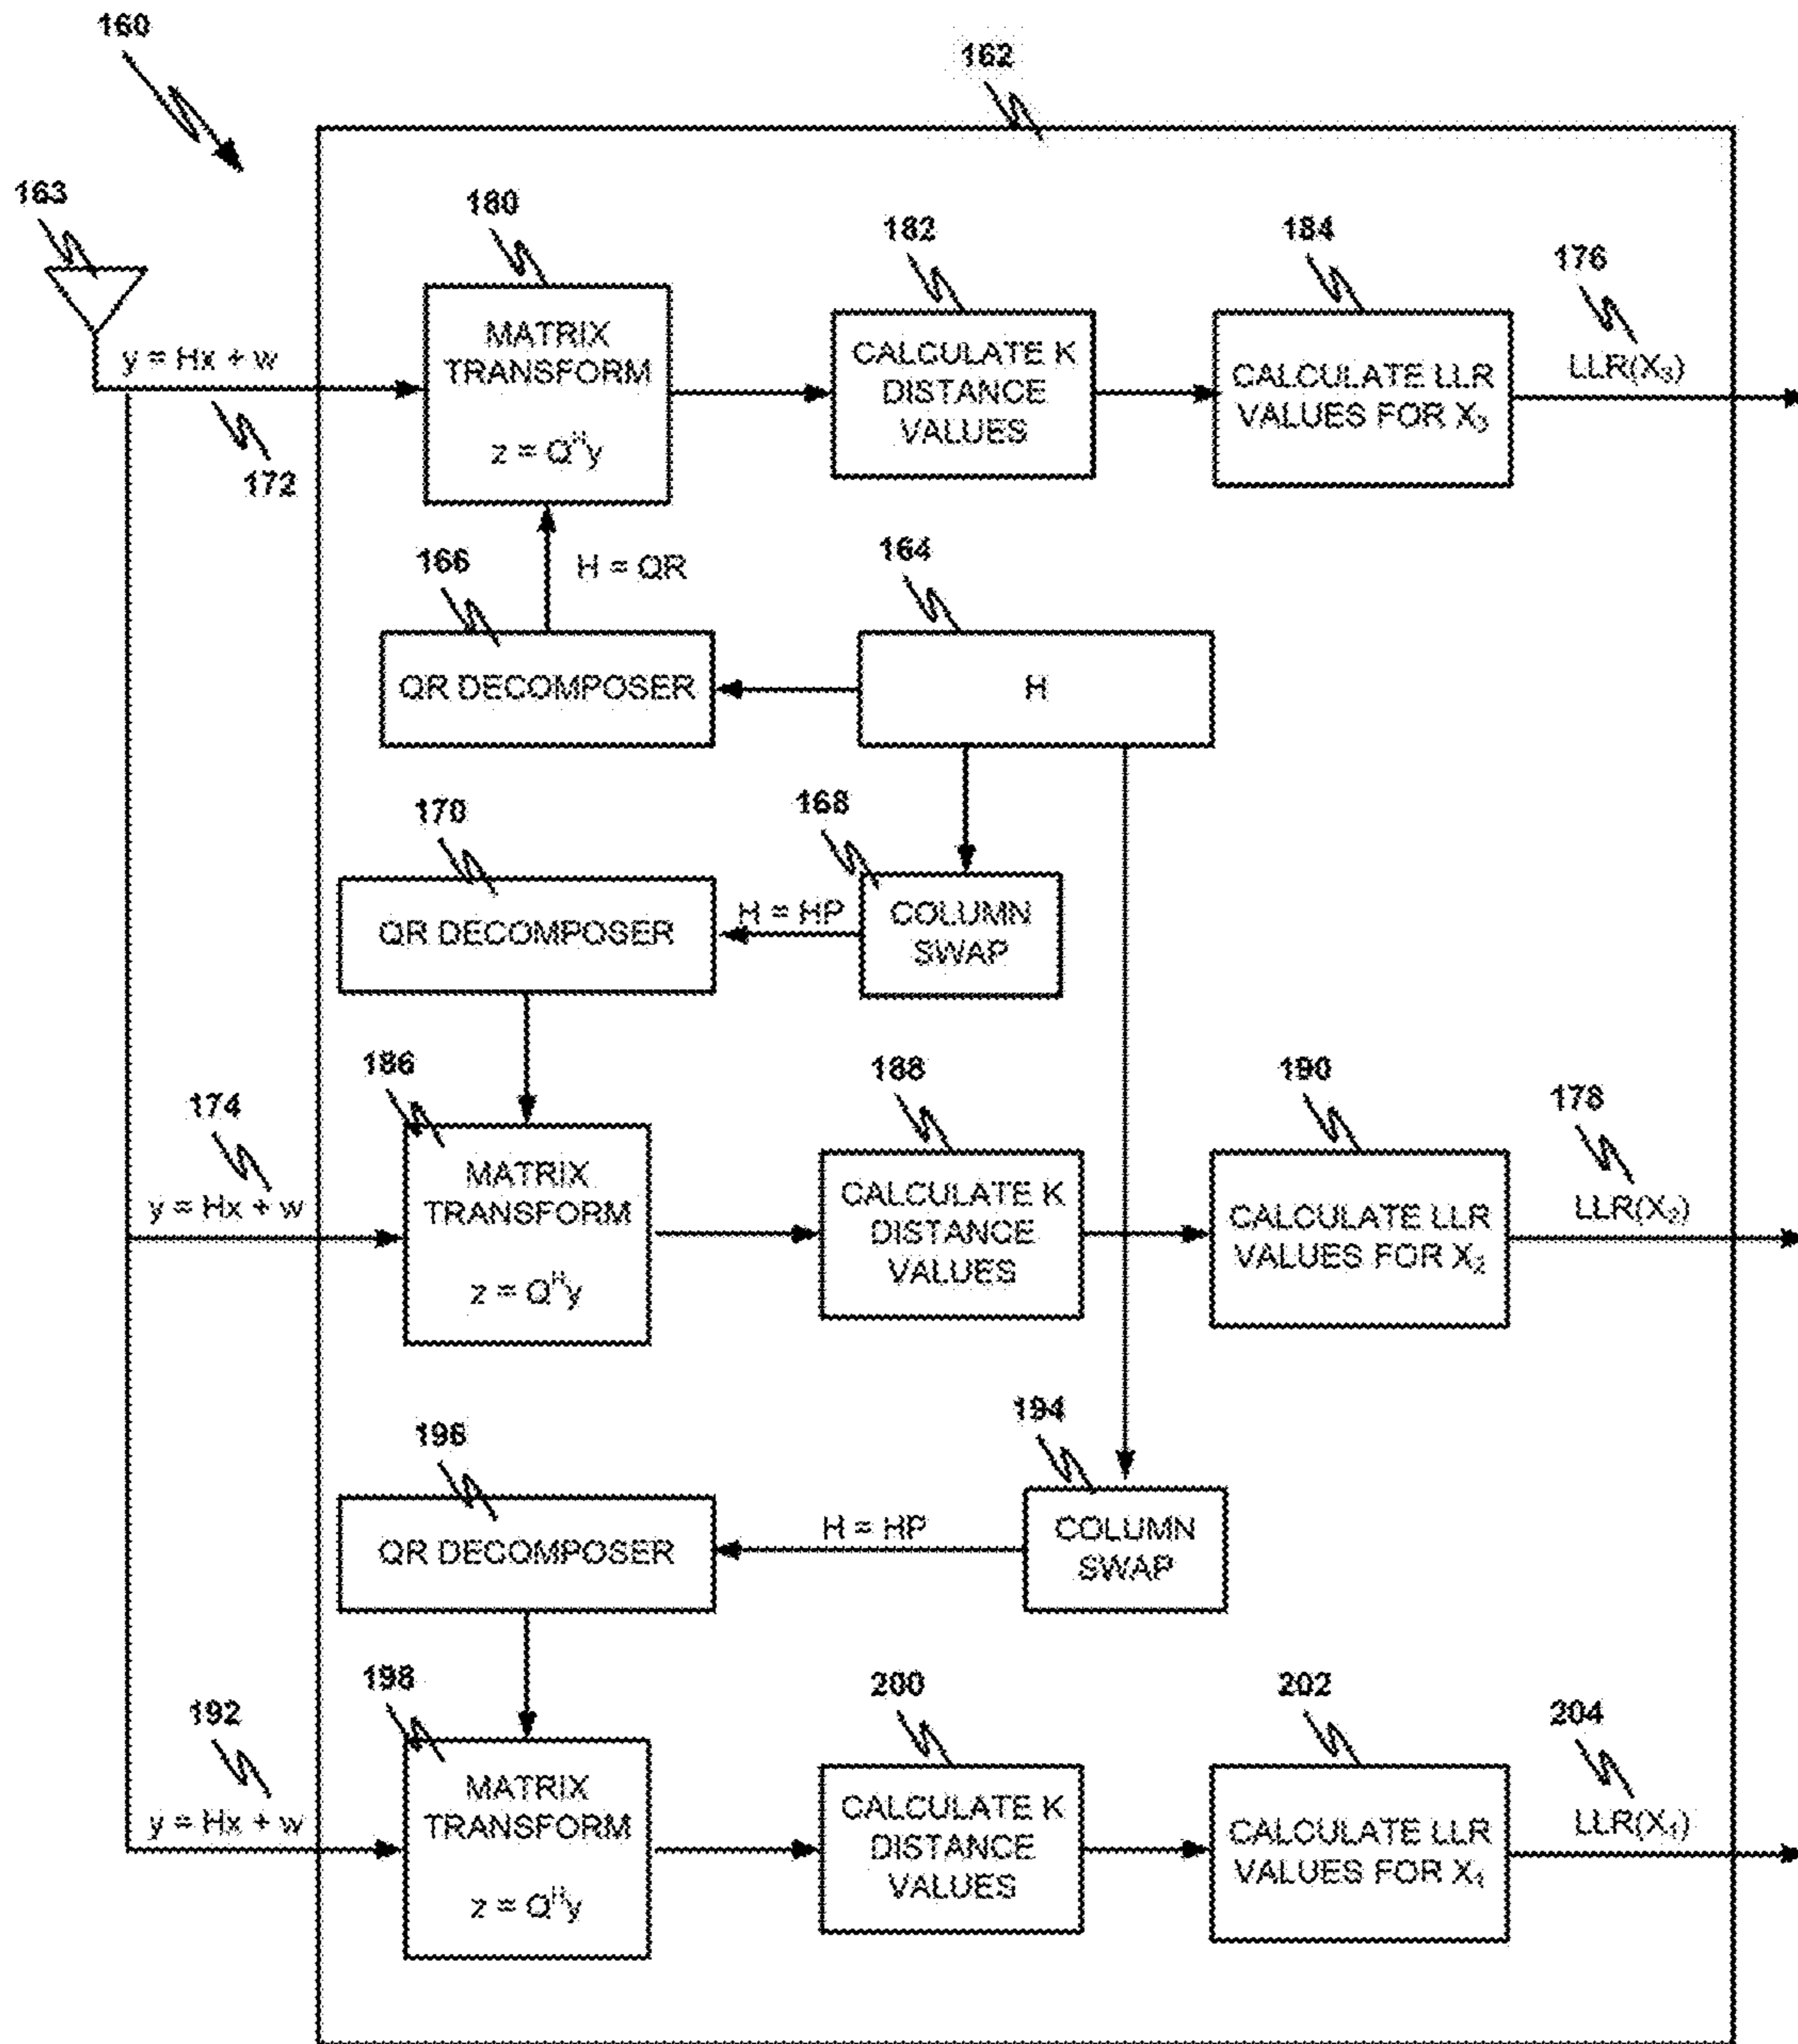 160
162
163
180
182
184
176
MATRIX
TRANSFORM
z = Q^H y
CALCULATE K
DISTANCE
VALUES
CALCULATE LLR
VALUES FOR X₃
LLR(X₃)
y = Hx + w
172
166
H = QR
164
QR DECOMPOSER
H
170
168
QR DECOMPOSER
H = HP
COLUMN
SWAP
174
186
188
190
178
y = Hx + w
MATRIX
TRANSFORM
z = Q^H y
CALCULATE K
DISTANCE
VALUES
CALCULATE LLR
VALUES FOR X₂
LLR(X₂)
196
194
QR DECOMPOSER
H = HP
COLUMN
SWAP
192
198
200
202
204
y = Hx + w
MATRIX
TRANSFORM
z = Q^H y
CALCULATE K
DISTANCE
VALUES
CALCULATE LLR
VALUES FOR X₁
LLR(X₁)